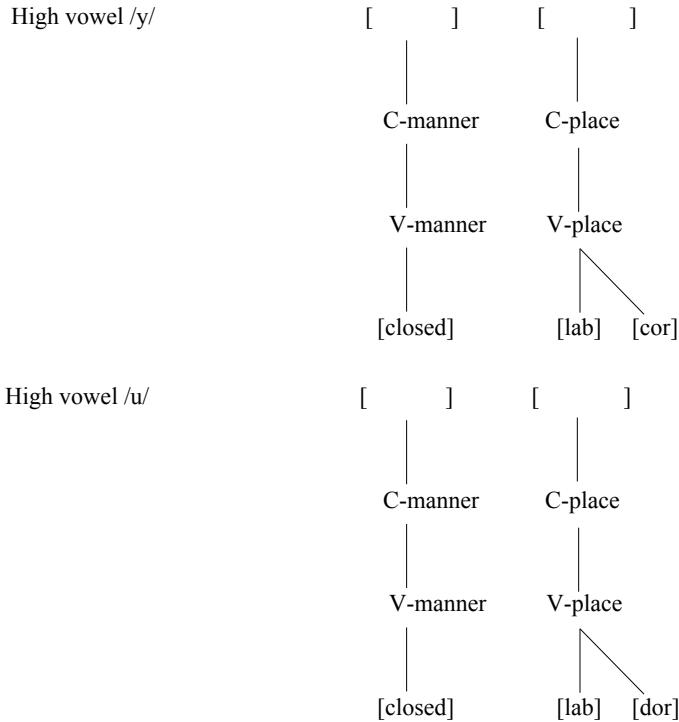 High vowel /y/ [ ] [ ]
C-manner C-place
V-manner V-place
[closed] [lab] [cor]
High vowel /u/ [ ] [ ]
C-manner C-place
V-manner V-place
[closed] [lab] [dor]